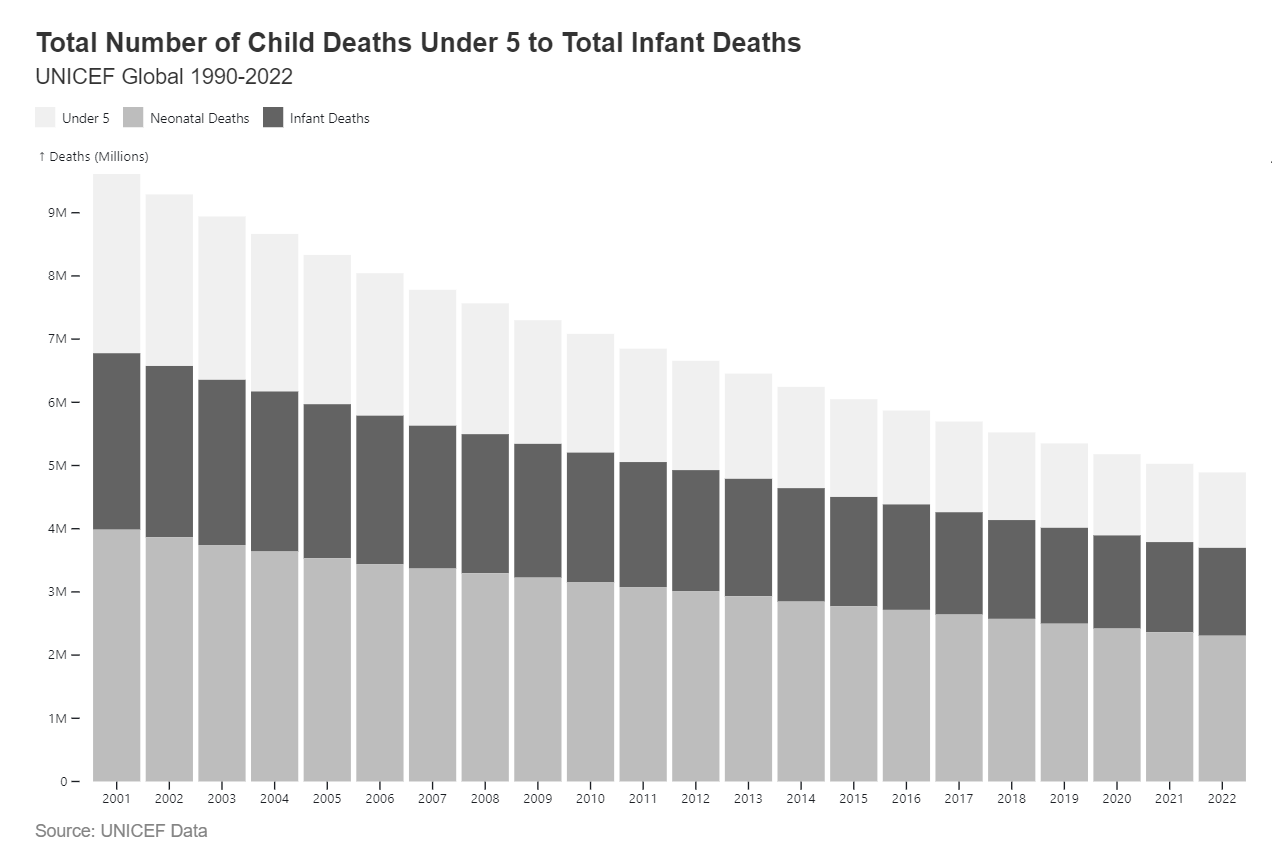 Total Number of Child Deaths Under 5 to Total Infant Deaths
UNICEF Global 1990-2022
Under 5 Neonatal Deaths Infant Deaths
↑ Deaths (Millions)
9M
8M
7M
6M
5M
4M
3M
2M
1M
0
2001 2002 2003 2004 2005 2006 2007 2008 2009 2010 2011 2012 2013 2014 2015 2016 2017 2018 2019 2020 2021 2022
Source: UNICEF Data